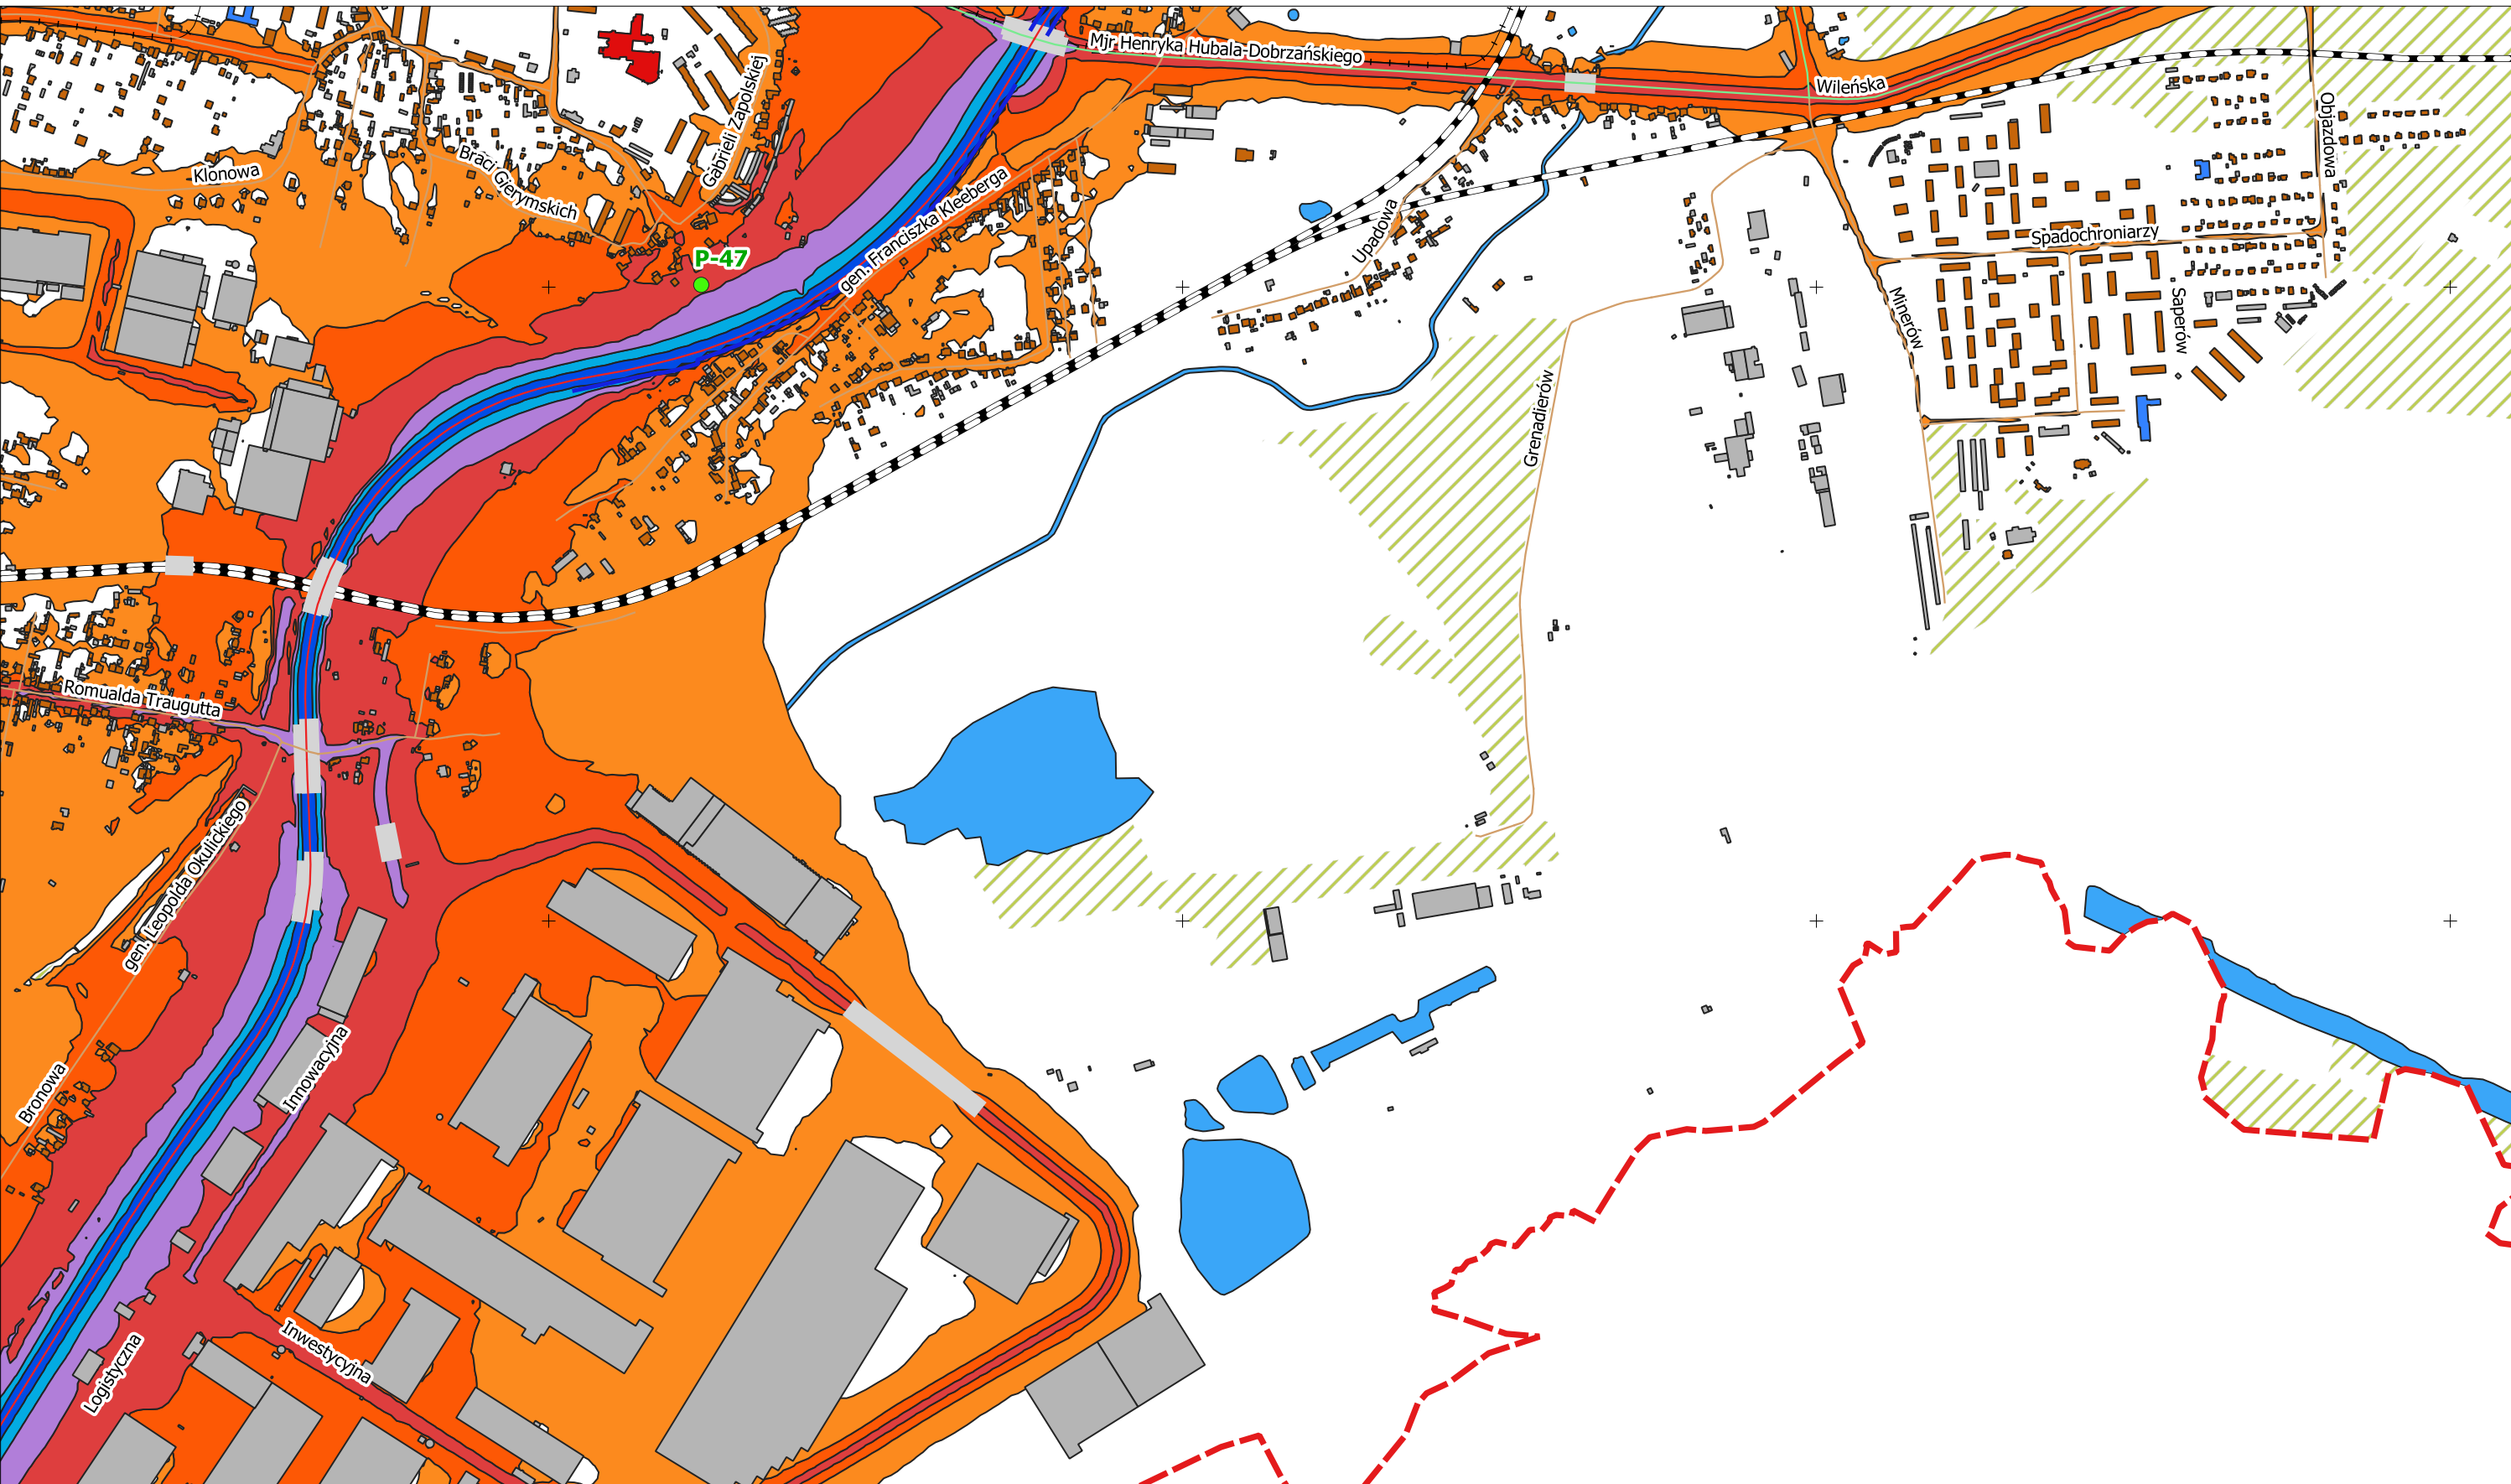 Mjr Henryka Hubala-Dobrzańskiego
Wileńska
Gabrieli Zapolskiej
Objazdowa
Klonowa
Braci Gierymskich
gen. Franciszka Kleeberga
Upadowa
Spadochroniarzy
P-47
Minerów
Saperów
Grenadierów
Romualda Traugutta
gen. Leopolda Okulickiego
Innowacyjna
Bronowa
Inwestycyjna
Logistyczna